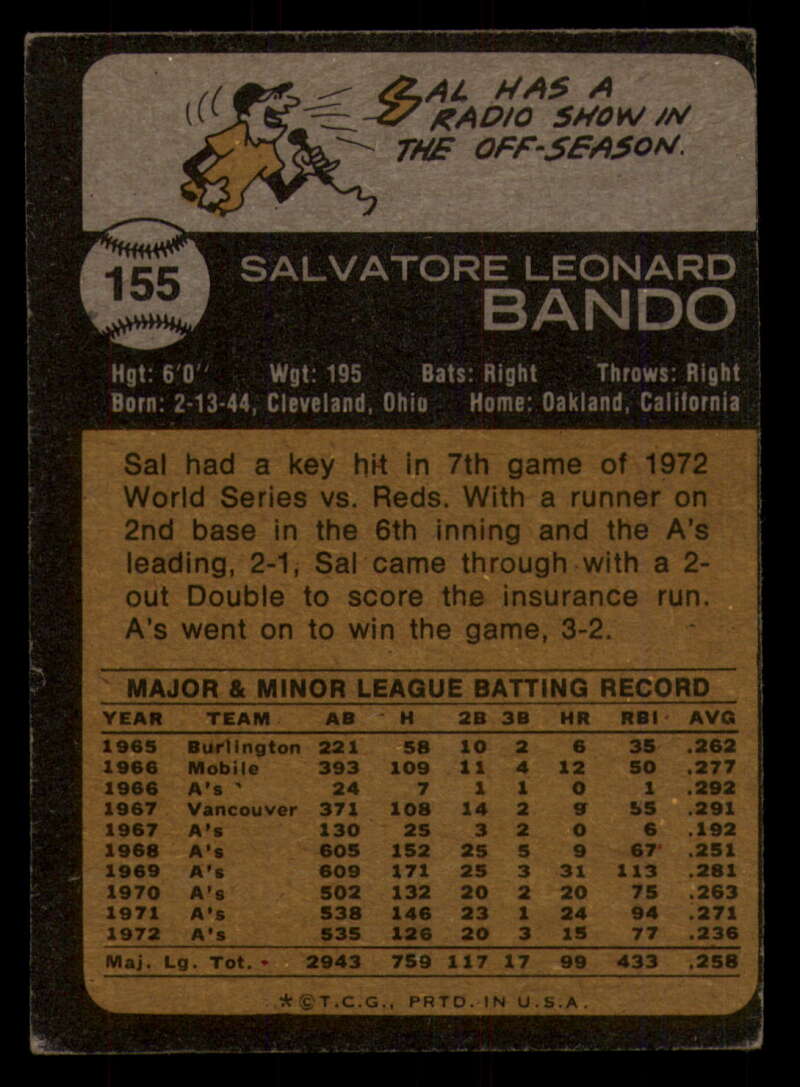 SAL HAS A
RADIO SHOW IN
THE OFF-SEASON.
155
SALVATORE LEONARD
BANDO
Hgt: 6'0" Wgt: 195 Bats: Right Throws: Right
Born: 2-13-44, Cleveland, Ohio Home: Oakland, California
Sal had a key hit in 7th game of 1972
World Series vs. Reds. With a runner on
2nd base in the 6th inning and the A's
leading, 2-1, Sal came through with a 2-
out Double to score the insurance run.
A's went on to win the game, 3-2.
MAJOR & MINOR LEAGUE BATTING RECORD
YEAR TEAM AB H 2B 3B HR RBI AVG
1965 Burlington 221 58 10 2 6 35 .262
1966 Mobile 393 109 11 4 12 50 .277
1966 A's 24 7 1 1 0 1 .292
1967 Vancouver 371 108 14 2 9 55 .291
1967 A's 130 25 3 2 0 6 .192
1968 A's 605 152 25 5 9 67 .251
1969 A's 609 171 25 3 31 113 .281
1970 A's 502 132 20 2 20 75 .263
1971 A's 538 146 23 1 24 94 .271
1972 A's 535 126 20 3 15 77 .236
Maj. Lg. Tot. 2943 759 117 17 99 433 .258
*©T.C.G., PRTD. IN U.S.A.